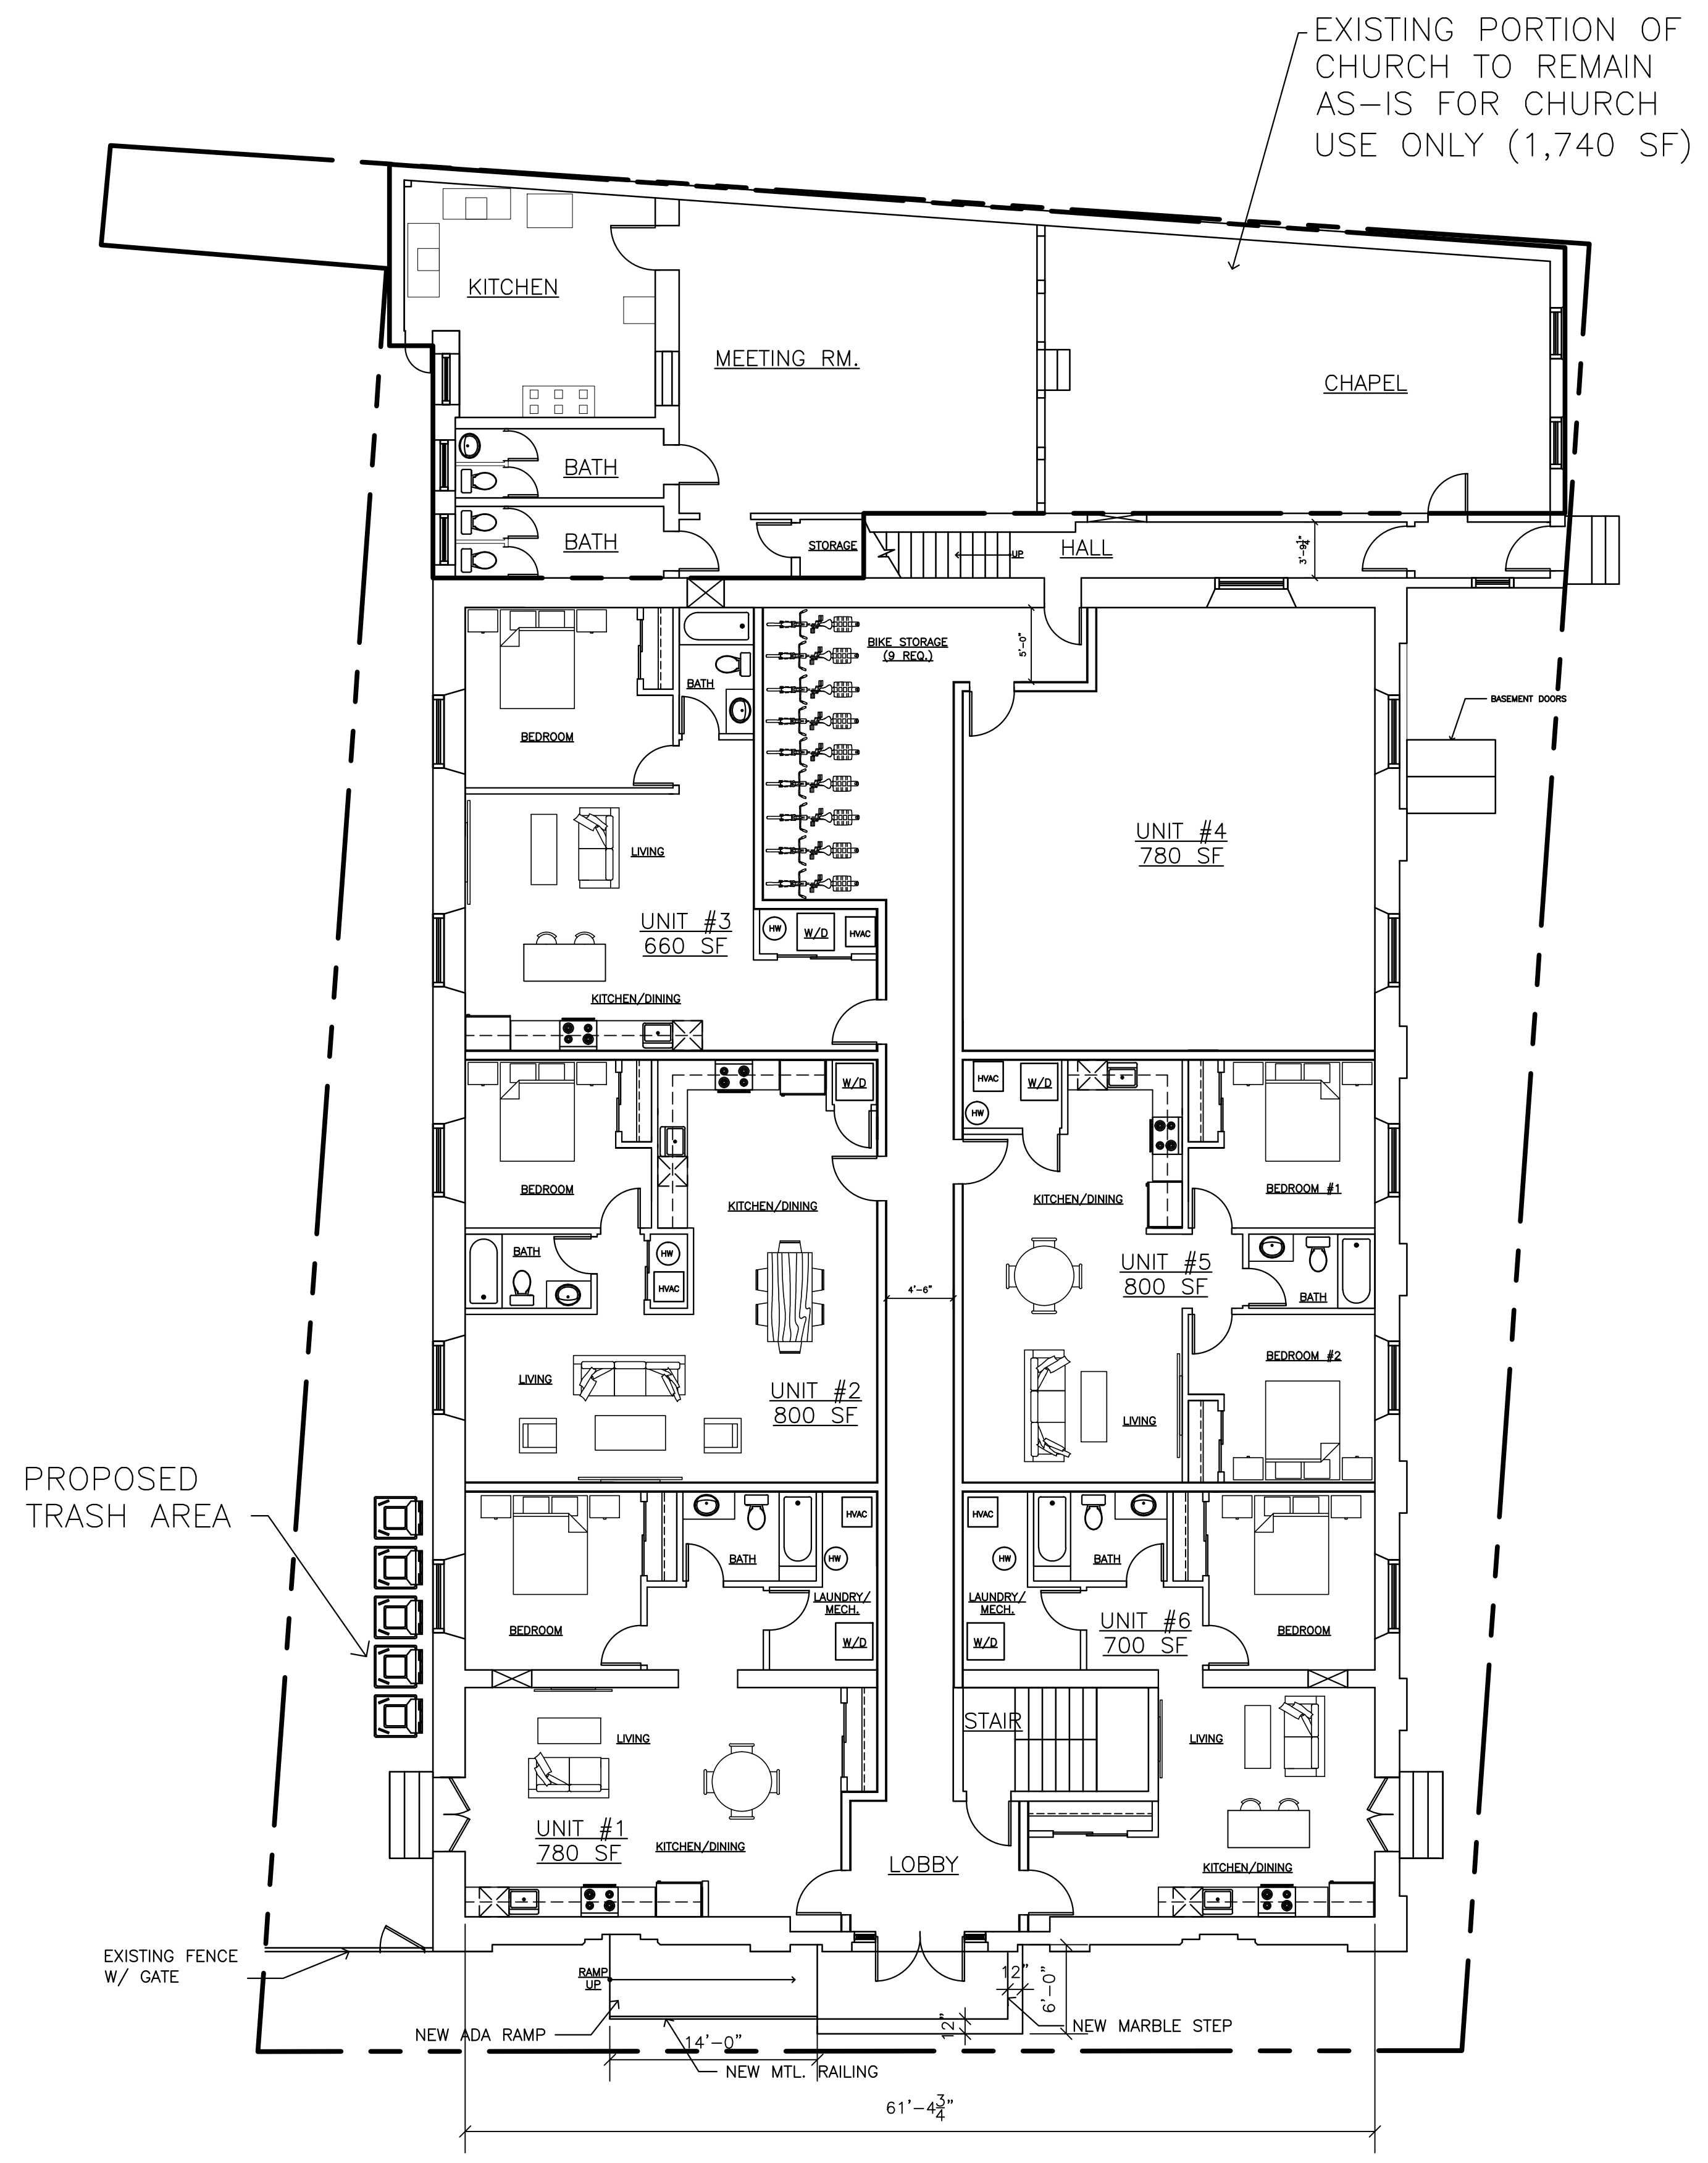 EXISTING PORTION OF
CHURCH TO REMAIN
AS-IS FOR CHURCH
USE ONLY (1,740 SF)
KITCHEN
MEETING RM.
CHAPEL
BATH
BATH
STORAGE
UP
HALL
3'-9 1/4"
BIKE STORAGE
(9 REQ.)
5'-0"
BATH
BEDROOM
BASEMENT DOORS
LIVING
UNIT #4
780 SF
UNIT #3
660 SF
HW
W/D
HVAC
KITCHEN/DINING
W/D
HVAC
W/D
HW
BEDROOM
KITCHEN/DINING
KITCHEN/DINING
BEDROOM #1
BATH
HW
HVAC
UNIT #5
800 SF
4'-6"
BATH
LIVING
UNIT #2
800 SF
BEDROOM #2
LIVING
PROPOSED
TRASH AREA
HVAC
HW
BATH
LAUNDRY/
MECH.
W/D
BEDROOM
HVAC
HW
BATH
LAUNDRY/
MECH.
W/D
UNIT #6
700 SF
BEDROOM
STAIR
LIVING
LIVING
UNIT #1
780 SF
KITCHEN/DINING
LOBBY
KITCHEN/DINING
EXISTING FENCE
W/ GATE
RAMP
UP
12"
6'-0"
12"
NEW ADA RAMP
NEW MARBLE STEP
14'-0"
NEW MTL. RAILING
61'-4 3/4"